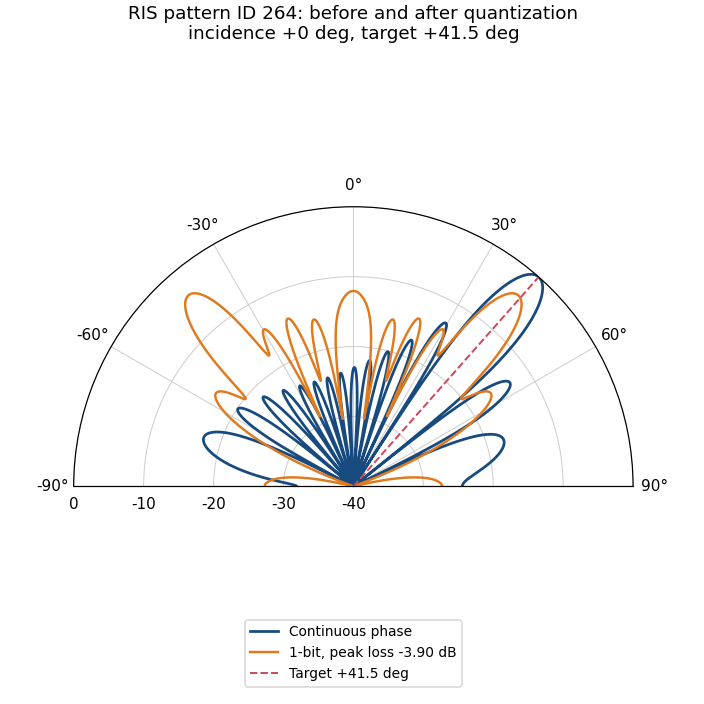 RIS pattern ID 264: before and after quantization
incidence +0 deg, target +41.5 deg
0°
-30°
30°
-60°
60°
-90°
90°
0
-10
-20
-30
-40
Continuous phase
1-bit, peak loss -3.90 dB
Target +41.5 deg